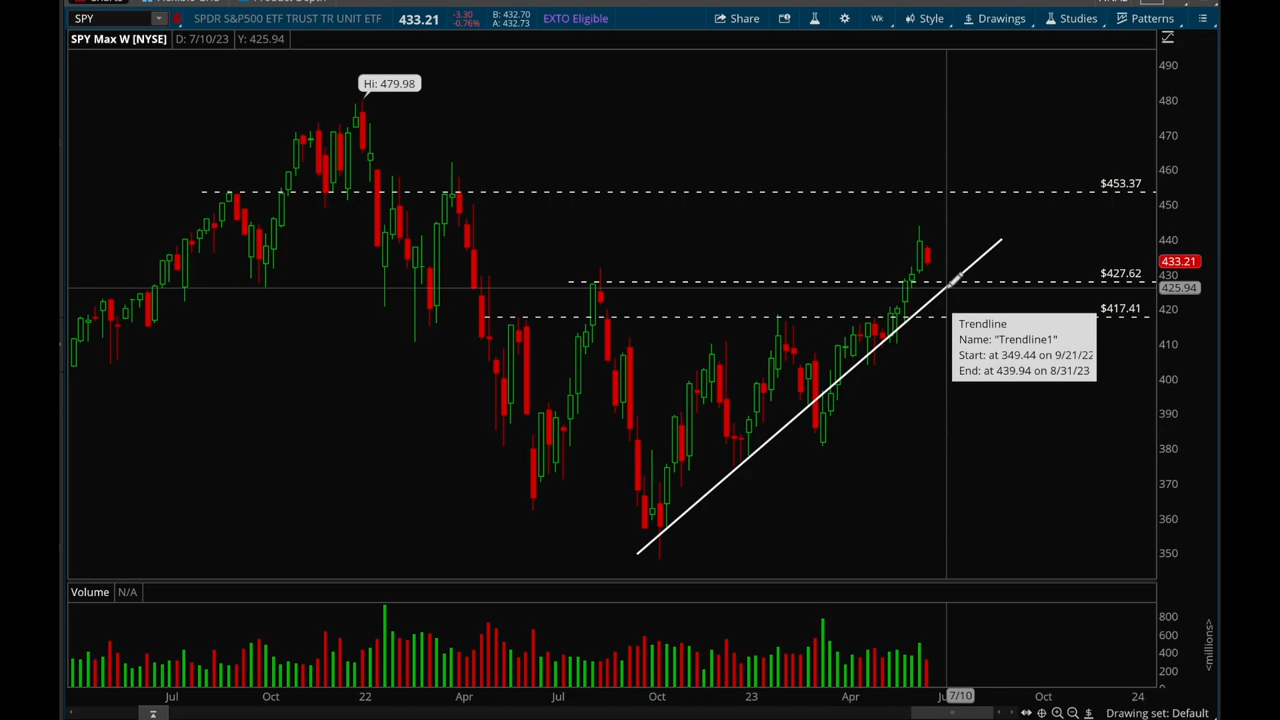 SPY
SPDR S&P500 ETF TRUST TR UNIT ETF
433.21
-3.30
-0.76%
B: 432.70
A: 432.73
EXTO Eligible
Share
Wk
Style
Drawings
Studies
Patterns
SPY Max W [NYSE]
D: 7/10/23
Y: 425.94
Hi: 479.98
490
480
470
460
$453.37
450
440
433.21
$427.62
430
425.94
420
$417.41
410
400
390
380
370
360
350
Trendline
Name: "Trendline1"
Start: at 349.44 on 9/21/22
End: at 439.94 on 8/31/23
Volume
N/A
800
600
400
200
<millions>
Jul
Oct
22
Apr
Jul
Oct
23
Apr
7/10
Oct
24
Drawing set: Default